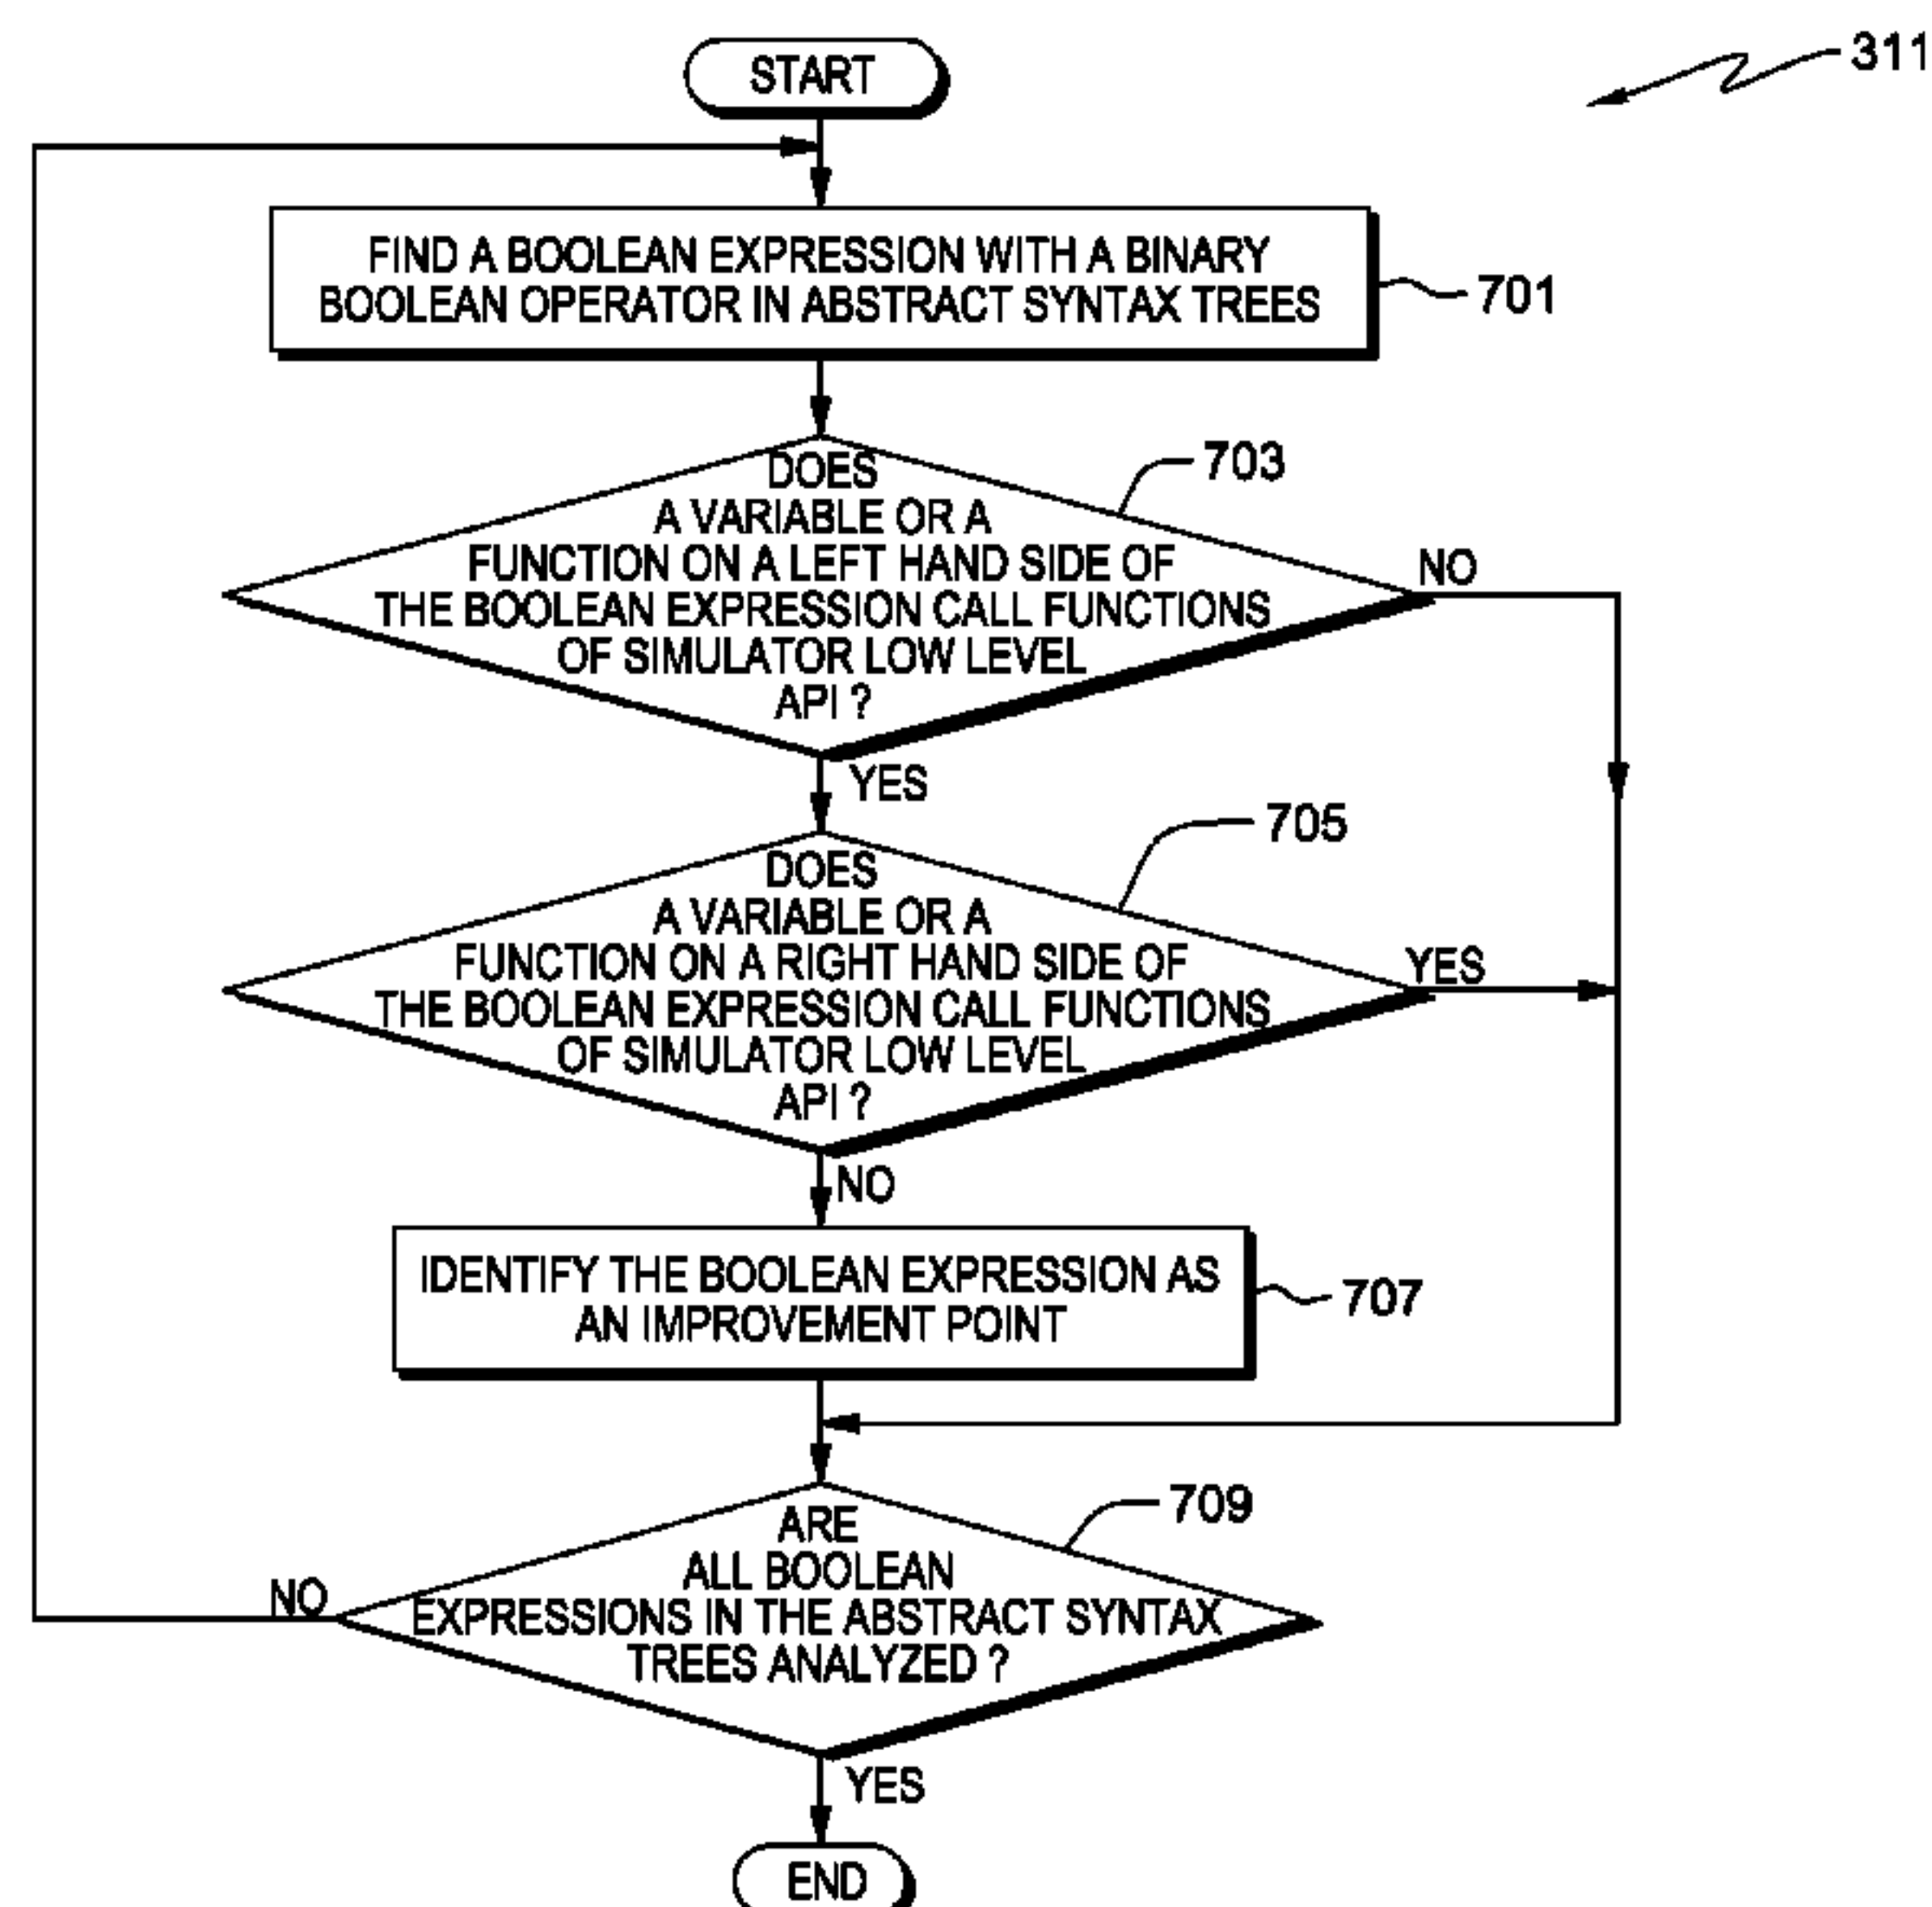 START
311
FIND A BOOLEAN EXPRESSION WITH A BINARY
BOOLEAN OPERATOR IN ABSTRACT SYNTAX TREES
701
DOES
A VARIABLE OR A
FUNCTION ON A LEFT HAND SIDE OF
THE BOOLEAN EXPRESSION CALL FUNCTIONS
OF SIMULATOR LOW LEVEL
API ?
703
NO
YES
DOES
A VARIABLE OR A
FUNCTION ON A RIGHT HAND SIDE OF
THE BOOLEAN EXPRESSION CALL FUNCTIONS
OF SIMULATOR LOW LEVEL
API ?
705
YES
NO
IDENTIFY THE BOOLEAN EXPRESSION AS
AN IMPROVEMENT POINT
707
ARE
ALL BOOLEAN
EXPRESSIONS IN THE ABSTRACT SYNTAX
TREES ANALYZED ?
709
NO
YES
END